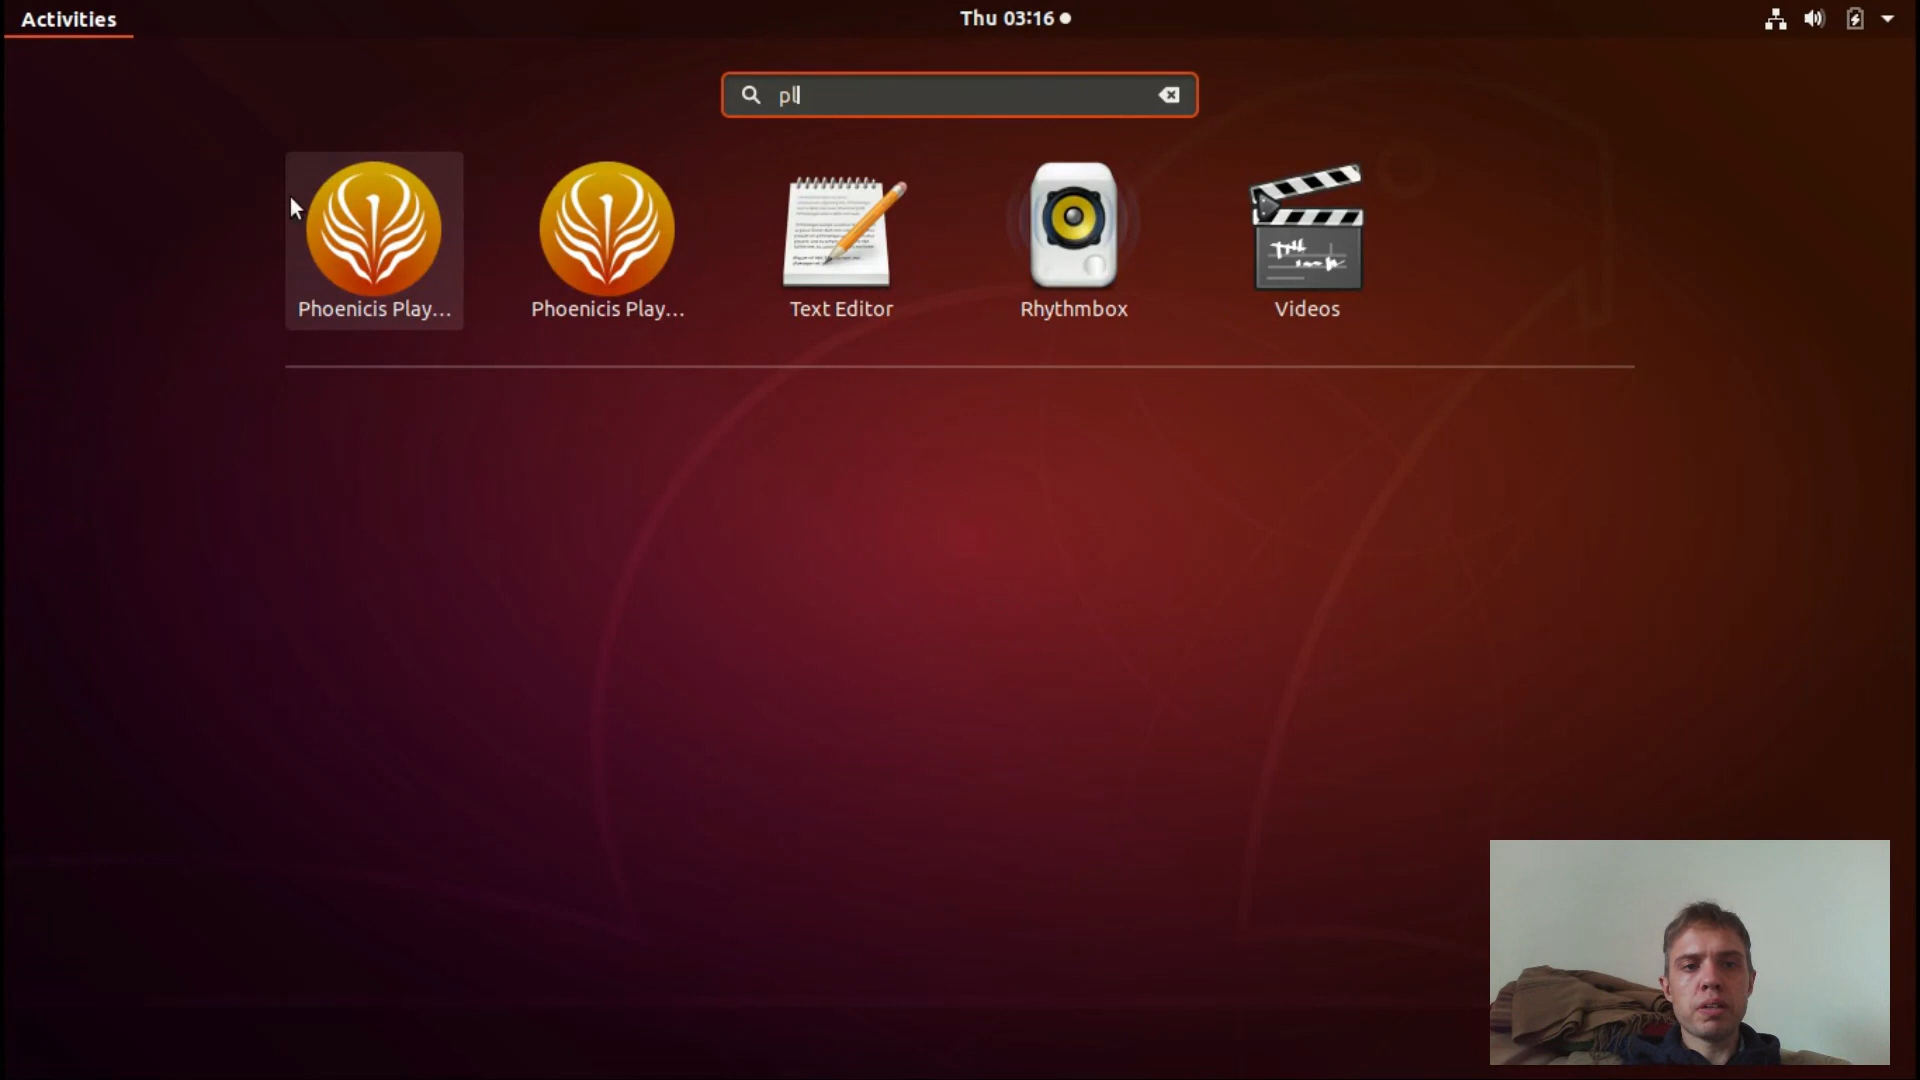 Activities
Thu 03:16
pl
Phoenicis Play...
Phoenicis Play...
Text Editor
Rhythmbox
Videos